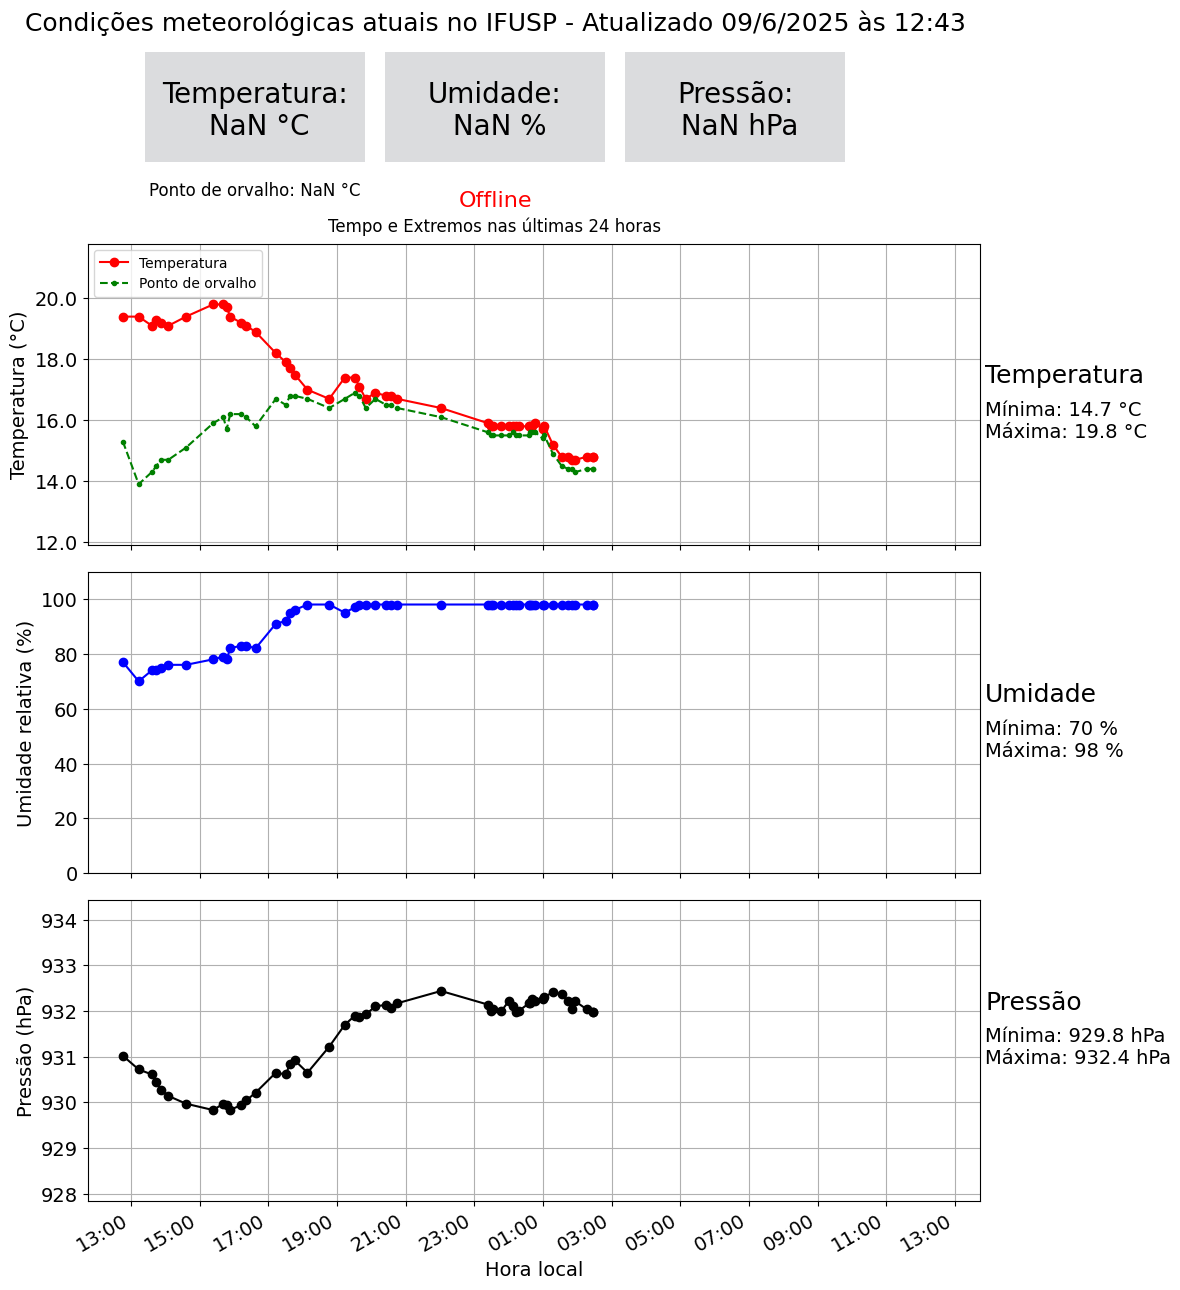 Condições meteorológicas atuais no IFUSP - Atualizado 09/6/2025 às 12:43
Temperatura:
NaN °C
Umidade:
NaN %
Pressão:
NaN hPa
Ponto de orvalho: NaN °C
Offline
Tempo e Extremos nas últimas 24 horas
Temperatura
Ponto de orvalho
Temperatura (°C)
20.0
18.0
16.0
14.0
12.0
Temperatura
Mínima: 14.7 °C
Máxima: 19.8 °C
Umidade relativa (%)
100
80
60
40
20
0
Umidade
Mínima: 70 %
Máxima: 98 %
Pressão (hPa)
934
933
932
931
930
929
928
Pressão
Mínima: 929.8 hPa
Máxima: 932.4 hPa
13:00 15:00 17:00 19:00 21:00 23:00 01:00 03:00 05:00 07:00 09:00 11:00 13:00
Hora local